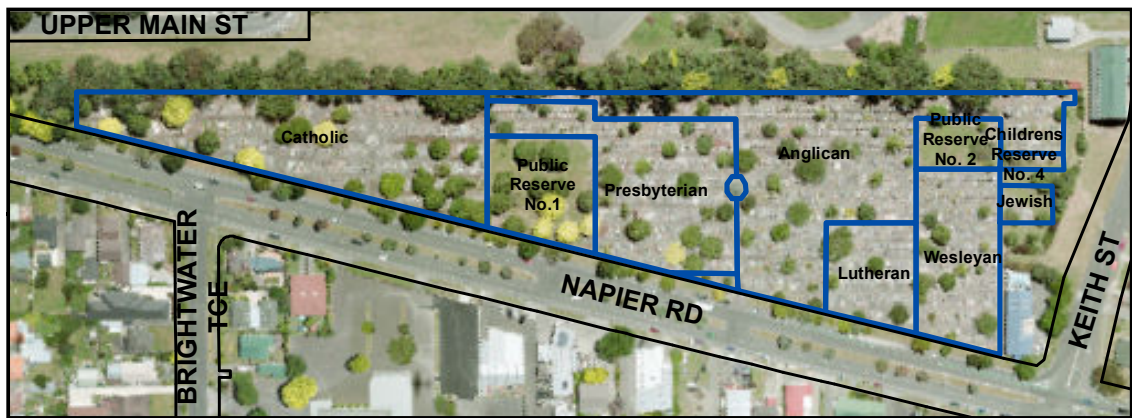 UPPER MAIN ST
Catholic
Public
Reserve
No.1
Presbyterian
Anglican
Public
Reserve
No. 2
Childrens
Reserve
No. 4
Jewish
Lutheran
Wesleyan
NAPIER RD
BRIGHTWATER
TCE
KEITH ST